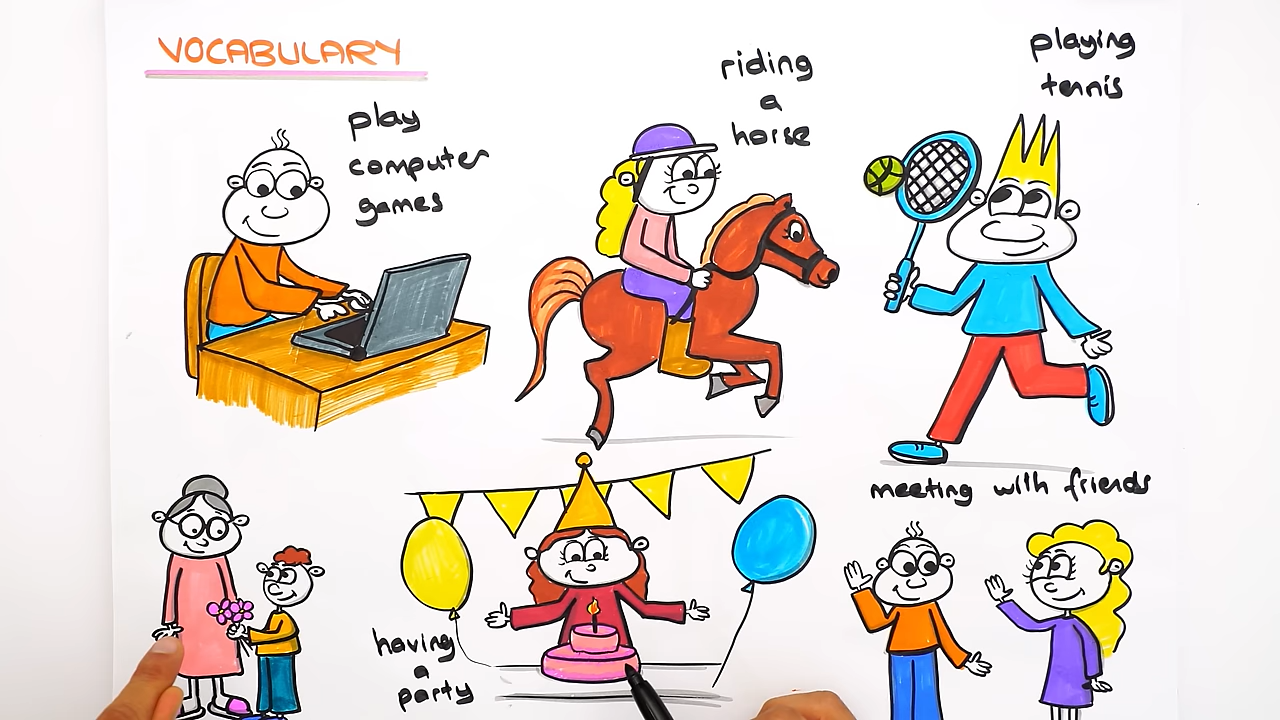 VOCABULARY
play
computer
games
riding
a
horse
playing
tennis
having
a
party
meeting with friends